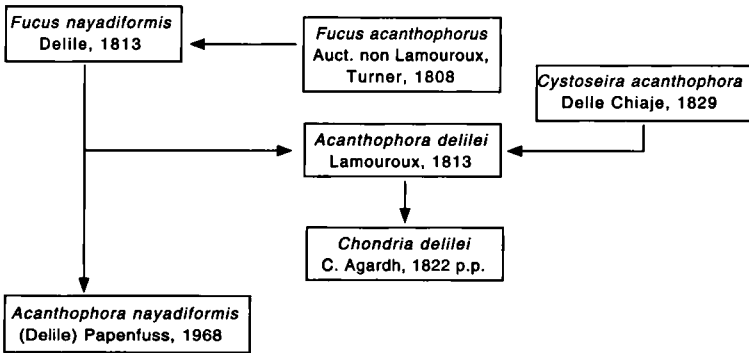 Fucus nayadiformis
Delile, 1813
Fucus acanthophorus
Auct. non Lamouroux,
Turner, 1808
Cystoseira acanthophora
Delle Chiaje, 1829
Acanthophora delilei
Lamouroux, 1813
Chondria delilei
C. Agardh, 1822 p.p.
Acanthophora nayadiformis
(Delile) Papenfuss, 1968